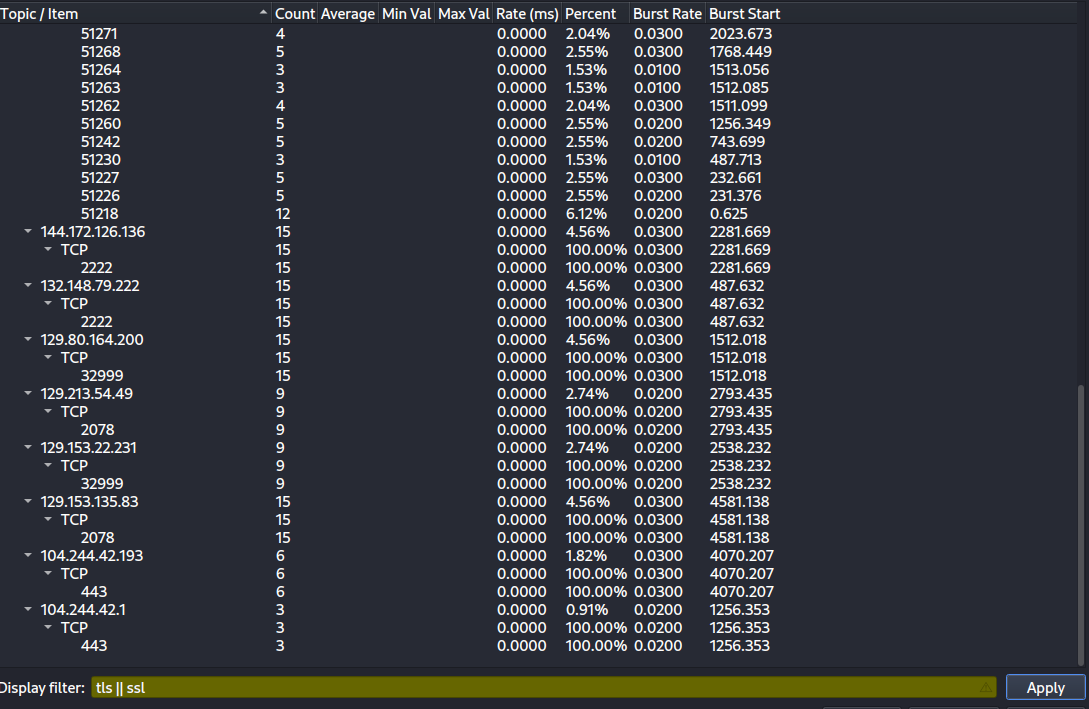 Topic / Item Count Average Min Val Max Val Rate (ms) Percent Burst Rate Burst Start
51271 4 0.0000 2.04% 0.0300 2023.673
51268 5 0.0000 2.55% 0.0300 1768.449
51264 3 0.0000 1.53% 0.0100 1513.056
51263 3 0.0000 1.53% 0.0100 1512.085
51262 4 0.0000 2.04% 0.0300 1511.099
51260 5 0.0000 2.55% 0.0200 1256.349
51242 5 0.0000 2.55% 0.0200 743.699
51230 3 0.0000 1.53% 0.0100 487.713
51227 5 0.0000 2.55% 0.0300 232.661
51226 5 0.0000 2.55% 0.0200 231.376
51218 12 0.0000 6.12% 0.0200 0.625
144.172.126.136 15 0.0000 4.56% 0.0300 2281.669
TCP 15 0.0000 100.00% 0.0300 2281.669
2222 15 0.0000 100.00% 0.0300 2281.669
132.148.79.222 15 0.0000 4.56% 0.0300 487.632
TCP 15 0.0000 100.00% 0.0300 487.632
2222 15 0.0000 100.00% 0.0300 487.632
129.80.164.200 15 0.0000 4.56% 0.0300 1512.018
TCP 15 0.0000 100.00% 0.0300 1512.018
32999 15 0.0000 100.00% 0.0300 1512.018
129.213.54.49 9 0.0000 2.74% 0.0200 2793.435
TCP 9 0.0000 100.00% 0.0200 2793.435
2078 9 0.0000 100.00% 0.0200 2793.435
129.153.22.231 9 0.0000 2.74% 0.0200 2538.232
TCP 9 0.0000 100.00% 0.0200 2538.232
32999 9 0.0000 100.00% 0.0200 2538.232
129.153.135.83 15 0.0000 4.56% 0.0300 4581.138
TCP 15 0.0000 100.00% 0.0300 4581.138
2078 15 0.0000 100.00% 0.0300 4581.138
104.244.42.193 6 0.0000 1.82% 0.0300 4070.207
TCP 6 0.0000 100.00% 0.0300 4070.207
443 6 0.0000 100.00% 0.0300 4070.207
104.244.42.1 3 0.0000 0.91% 0.0200 1256.353
TCP 3 0.0000 100.00% 0.0200 1256.353
443 3 0.0000 100.00% 0.0200 1256.353
Display filter: tls || ssl Apply